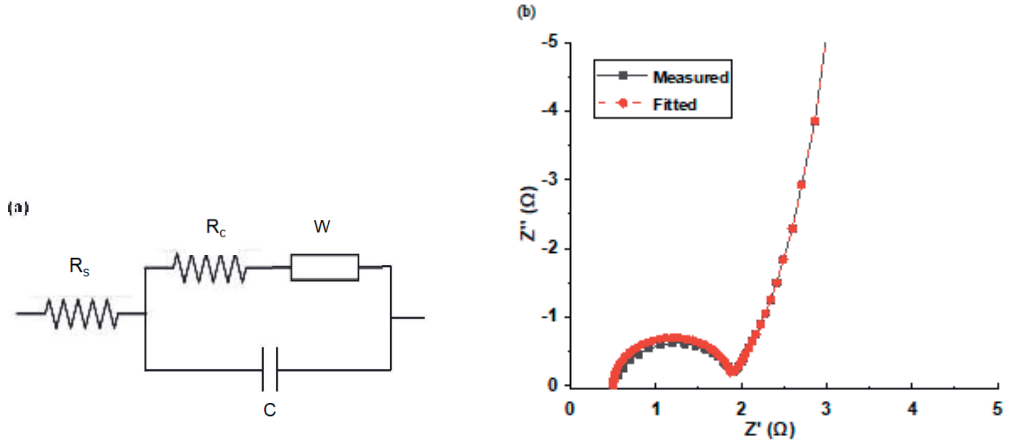 (a)
Rs
Rc
W
C
(b)
-5
-4
-3
-2
-1
0
Z'' (Ω)
Measured
Fitted
0 1 2 3 4 5
Z' (Ω)